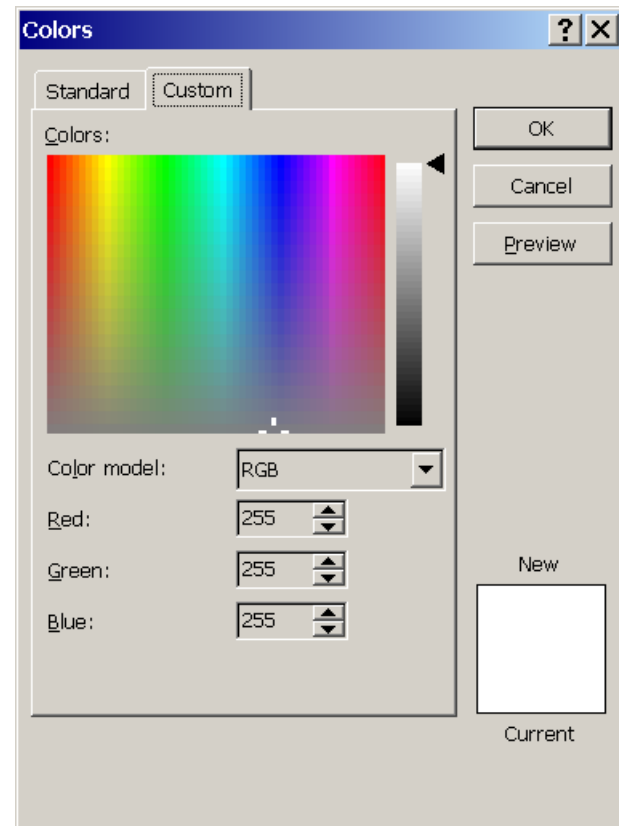 Colors
?
Standard
Custom
Colors:
OK
Cancel
Preview
Color model:
RGB
Red:
255
Green:
255
Blue:
255
New
Current